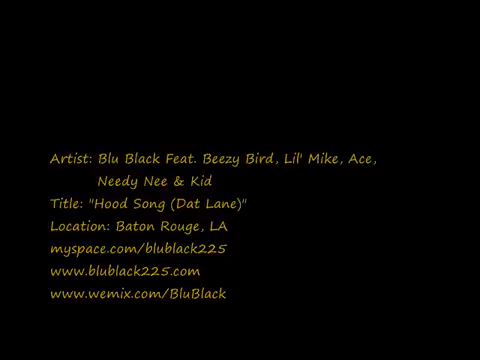 Artist: Blu Black Feat. Beezy Bird, Lil' Mike, Ace,
Needy Nee & Kid
Title: "Hood Song (Dat Lane)"
Location: Baton Rouge, LA
myspace.com/blublack225
www.blublack225.com
www.wemix.com/BluBlack